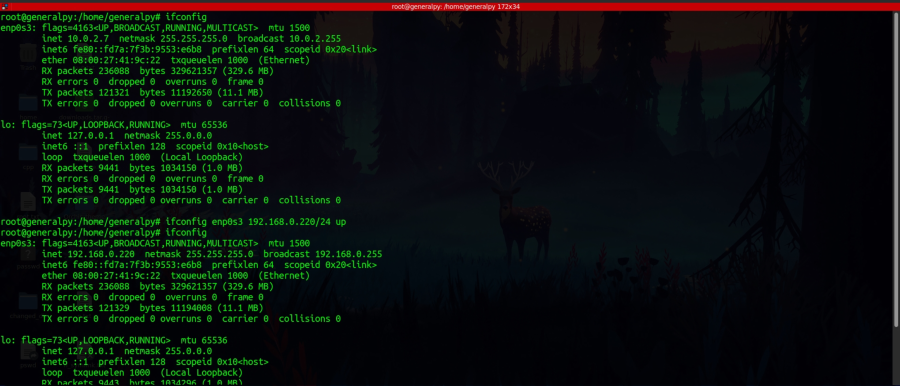 root@generalpy: /home/generalpy 172x34
root@generalpy:/home/generalpy# ifconfig
enp0s3: flags=4163<UP,BROADCAST,RUNNING,MULTICAST>  mtu 1500
        inet 10.0.2.7  netmask 255.255.255.0  broadcast 10.0.2.255
        inet6 fe80::fd7a:7f3b:9553:e6b8  prefixlen 64  scopeid 0x20<link>
        ether 08:00:27:41:9c:22  txqueuelen 1000  (Ethernet)
        RX packets 236088  bytes 329621357 (329.6 MB)
        RX errors 0  dropped 0  overruns 0  frame 0
        TX packets 121321  bytes 11192650 (11.1 MB)
        TX errors 0  dropped 0 overruns 0  carrier 0  collisions 0
lo: flags=73<UP,LOOPBACK,RUNNING>  mtu 65536
        inet 127.0.0.1  netmask 255.0.0.0
        inet6 ::1  prefixlen 128  scopeid 0x10<host>
        loop  txqueuelen 1000  (Local Loopback)
        RX packets 9441  bytes 1034150 (1.0 MB)
        RX errors 0  dropped 0  overruns 0  frame 0
        TX packets 9441  bytes 1034150 (1.0 MB)
        TX errors 0  dropped 0 overruns 0  carrier 0  collisions 0
root@generalpy:/home/generalpy# ifconfig enp0s3 192.168.0.220/24 up
root@generalpy:/home/generalpy# ifconfig
enp0s3: flags=4163<UP,BROADCAST,RUNNING,MULTICAST>  mtu 1500
        inet 192.168.0.220  netmask 255.255.255.0  broadcast 192.168.0.255
        inet6 fe80::fd7a:7f3b:9553:e6b8  prefixlen 64  scopeid 0x20<link>
        ether 08:00:27:41:9c:22  txqueuelen 1000  (Ethernet)
        RX packets 236088  bytes 329621357 (329.6 MB)
        RX errors 0  dropped 0  overruns 0  frame 0
        TX packets 121329  bytes 11194008 (11.1 MB)
        TX errors 0  dropped 0 overruns 0  carrier 0  collisions 0
lo: flags=73<UP,LOOPBACK,RUNNING>  mtu 65536
        inet 127.0.0.1  netmask 255.0.0.0
        inet6 ::1  prefixlen 128  scopeid 0x10<host>
        loop  txqueuelen 1000  (Local Loopback)
        RX packets 9443  bytes 1034296 (1.0 MB)